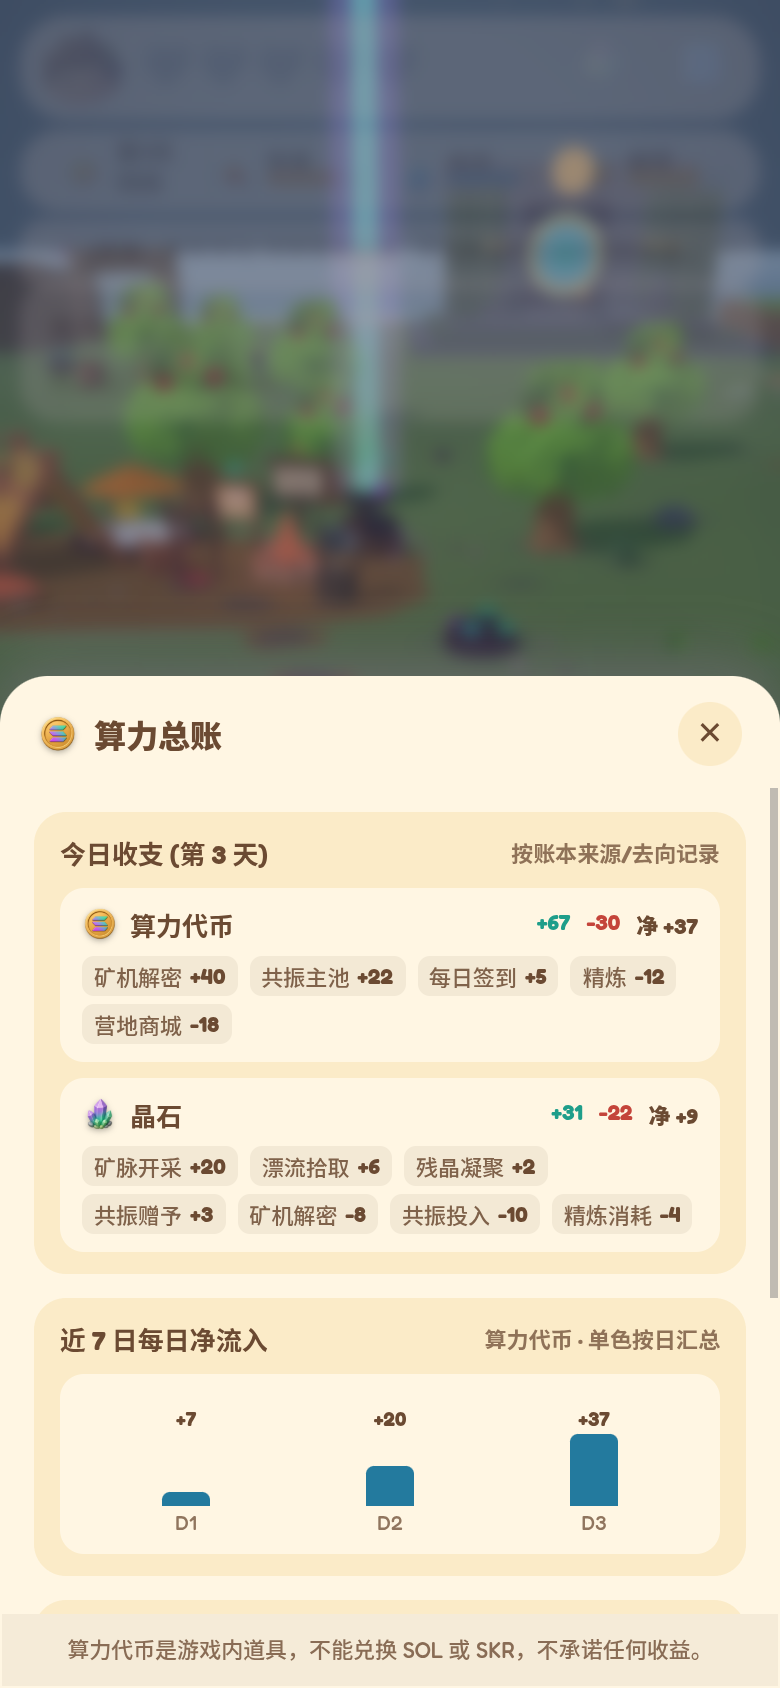 算力总账
今日收支 (第 3 天) 按账本来源/去向记录
算力代币 +67 -30 净 +37
矿机解密 +40 共振主池 +22 每日签到 +5 精炼 -12
营地商城 -18
晶石 +31 -22 净 +9
矿脉开采 +20 漂流拾取 +6 残晶凝聚 +2
共振赠予 +3 矿机解密 -8 共振投入 -10 精炼消耗 -4
近 7 日每日净流入 算力代币 · 单色按日汇总
+7 +20 +37
D1 D2 D3
算力代币是游戏内道具，不能兑换 SOL 或 SKR，不承诺任何收益。